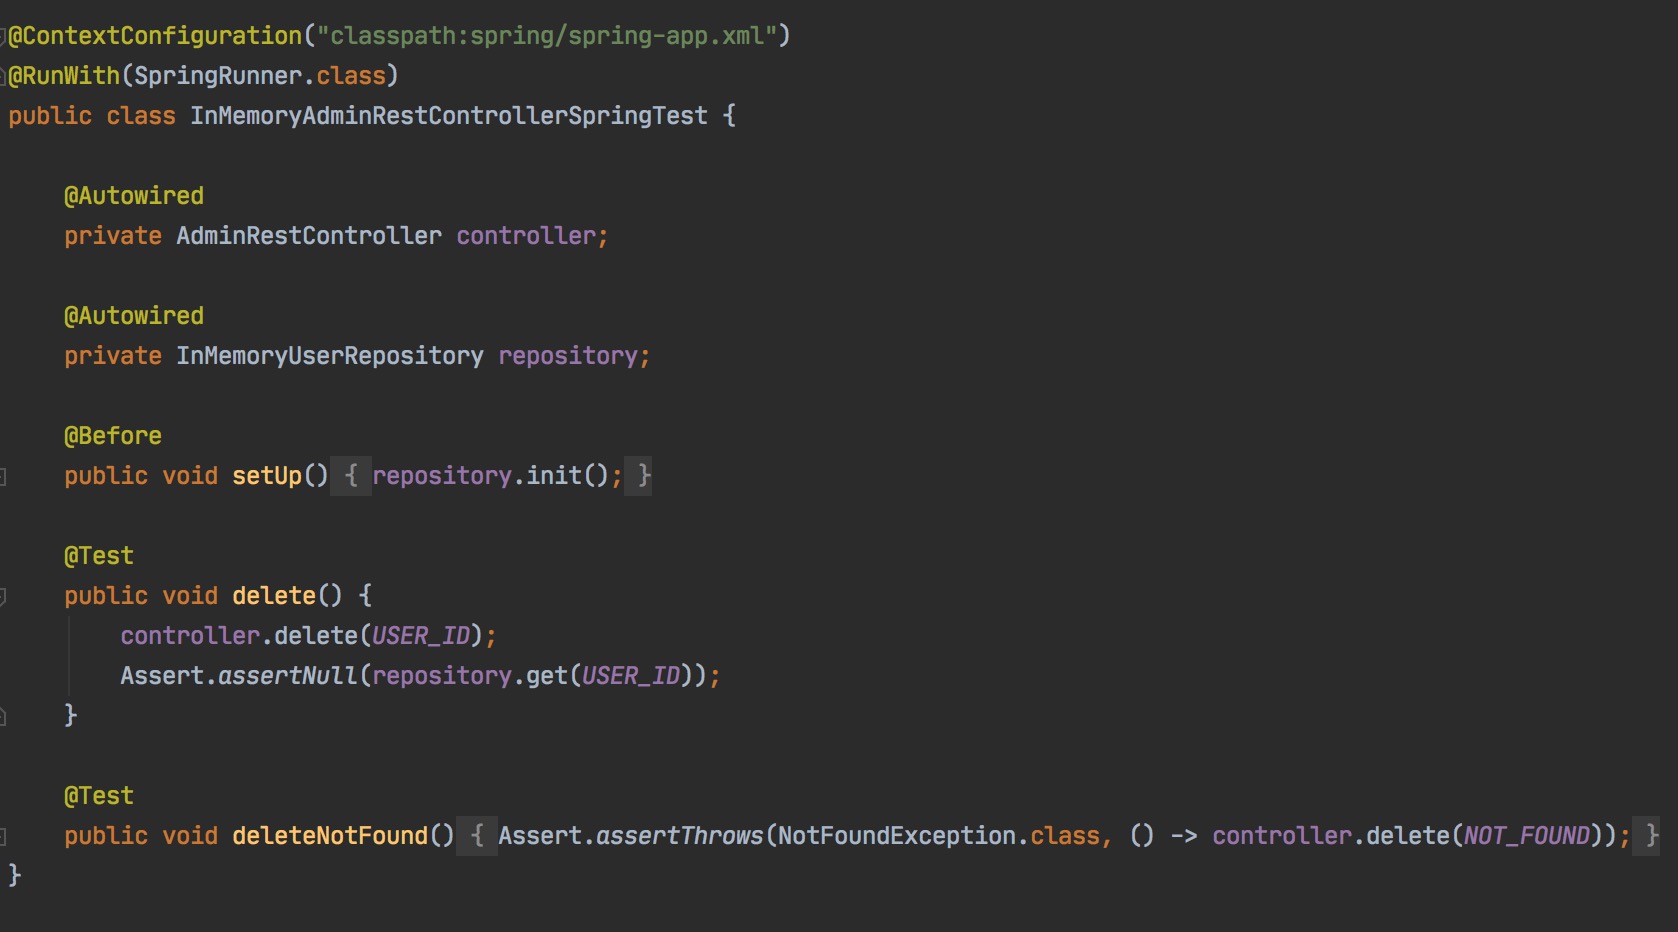 @ContextConfiguration("classpath:spring/spring-app.xml")
@RunWith(SpringRunner.class)
public class InMemoryAdminRestControllerSpringTest {
@Autowired
private AdminRestController controller;
@Autowired
private InMemoryUserRepository repository;
@Before
public void setUp() { repository.init(); }
@Test
public void delete() {
controller.delete(USER_ID);
Assert.assertNull(repository.get(USER_ID));
}
@Test
public void deleteNotFound() { Assert.assertThrows(NotFoundException.class, () -> controller.delete(NOT_FOUND)); }
}